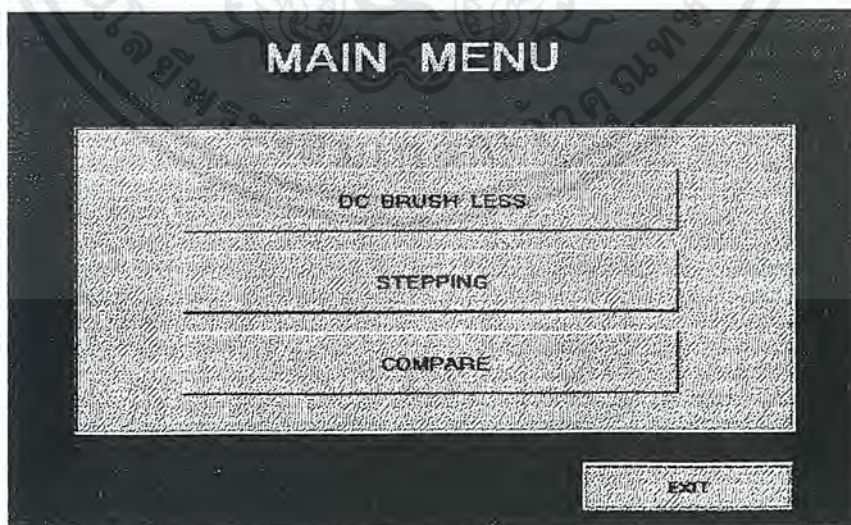 MAIN MENU
DC BRUSH LESS
STEPPING
COMPARE
EXIT